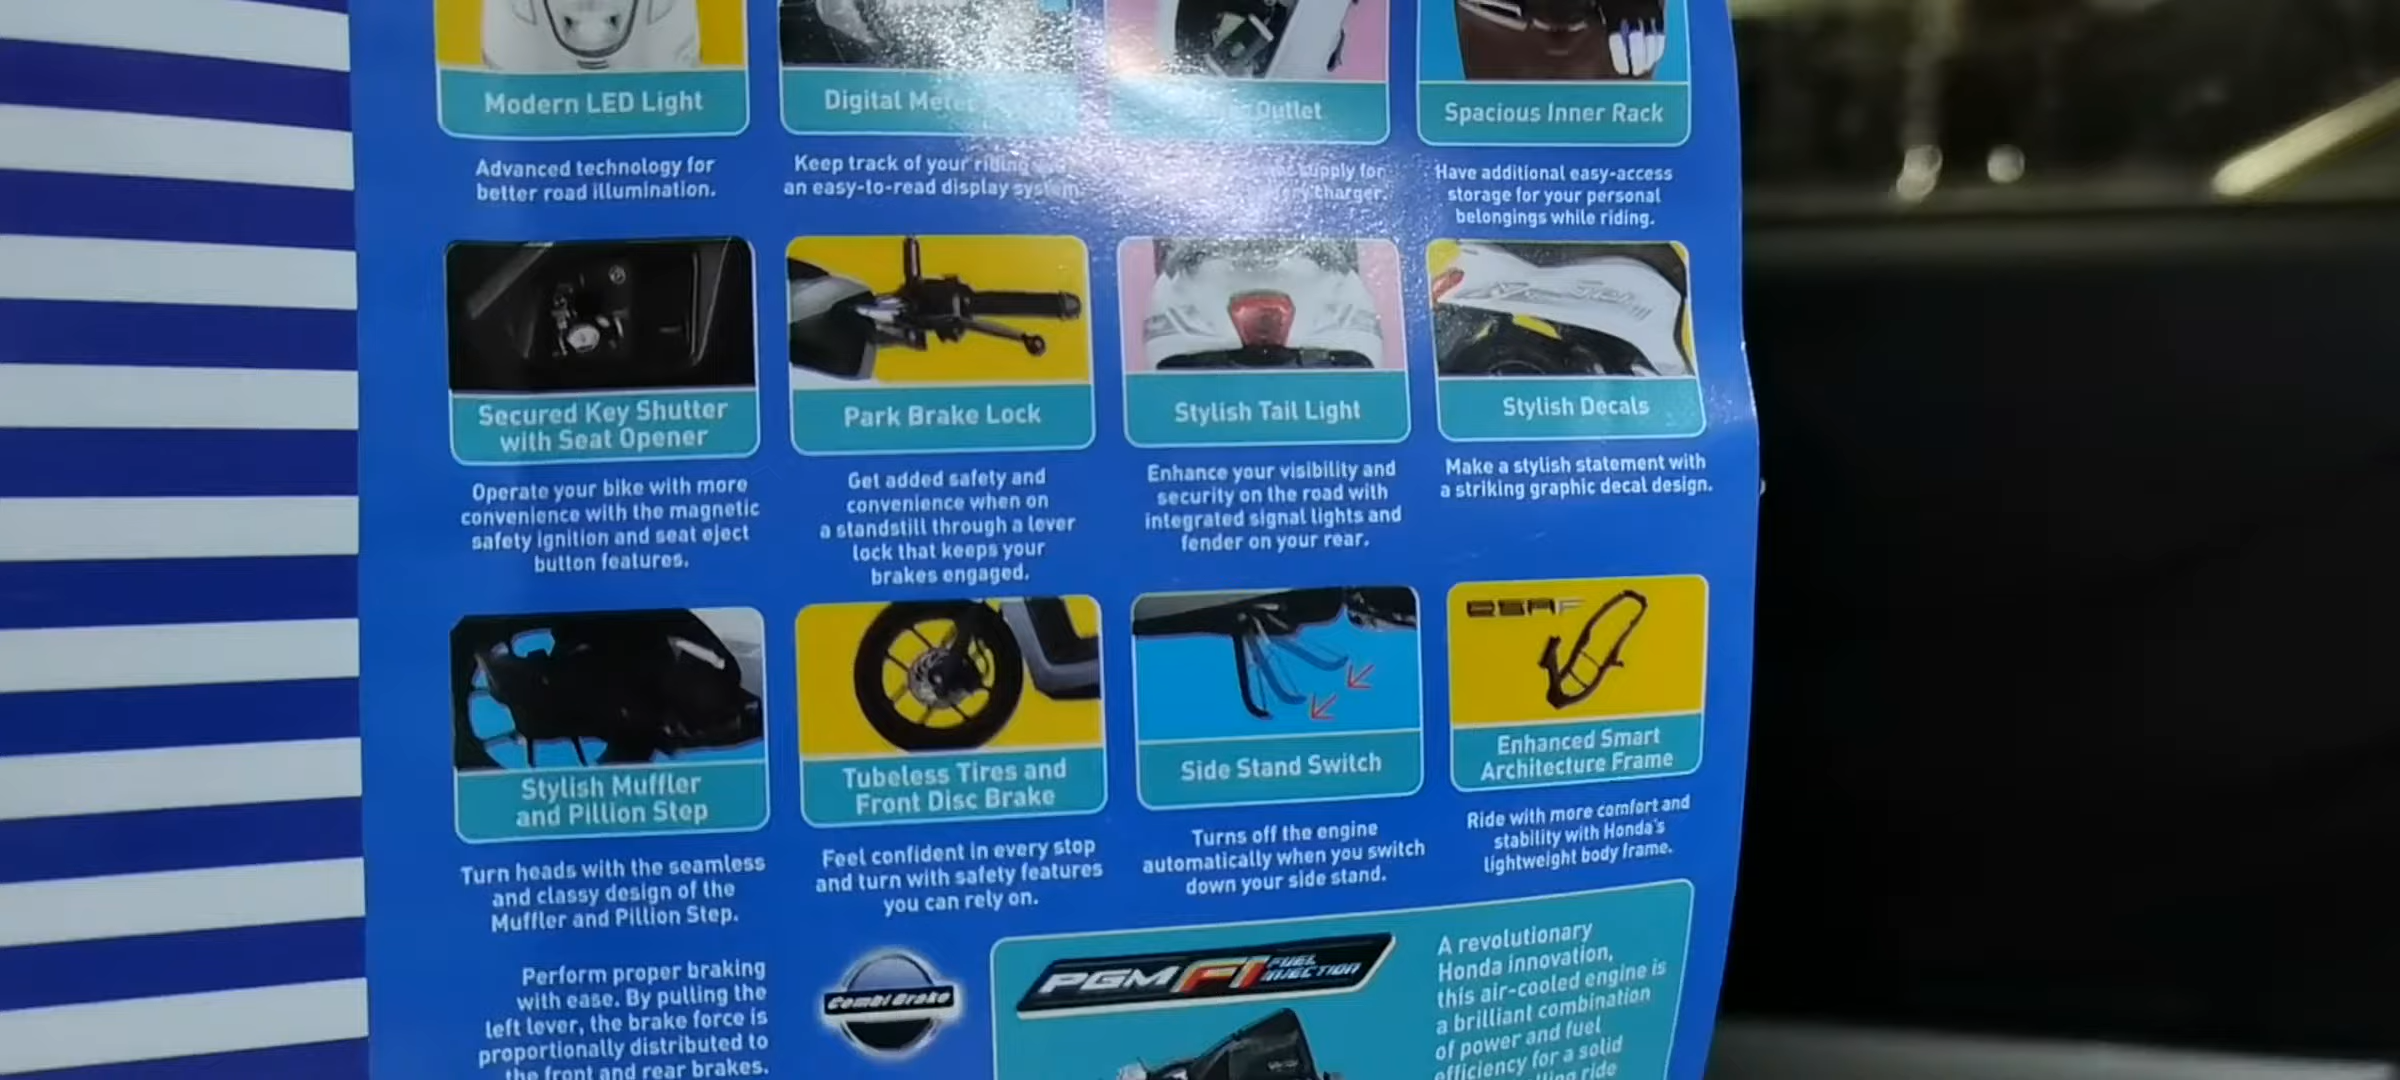 Modern LED Light
Advanced technology for
better road illumination.
Digital Meter
Keep track of your riding
an easy-to-read display system.
Outlet
supply for
charger.
Spacious Inner Rack
Have additional easy-access
storage for your personal
belongings while riding.
Secured Key Shutter
with Seat Opener
Operate your bike with more
convenience with the magnetic
safety ignition and seat eject
button features.
Park Brake Lock
Get added safety and
convenience when on
a standstill through a lever
lock that keeps your
brakes engaged.
Stylish Tail Light
Enhance your visibility and
security on the road with
integrated signal lights and
fender on your rear.
Stylish Decals
Make a stylish statement with
a striking graphic decal design.
Stylish Muffler
and Pillion Step
Turn heads with the seamless
and classy design of the
Muffler and Pillion Step.
Tubeless Tires and
Front Disc Brake
Feel confident in every stop
and turn with safety features
you can rely on.
Side Stand Switch
Turns off the engine
automatically when you switch
down your side stand.
eSAF
Enhanced Smart
Architecture Frame
Ride with more comfort and
stability with Honda's
lightweight body frame.
Perform proper braking
with ease. By pulling the
left lever, the brake force is
proportionally distributed to
the front and rear brakes.
Combi Brake
PGM FI FUEL
INJECTION
A revolutionary
Honda innovation,
this air-cooled engine is
a brilliant combination
of power and fuel
efficiency for a solid
ride